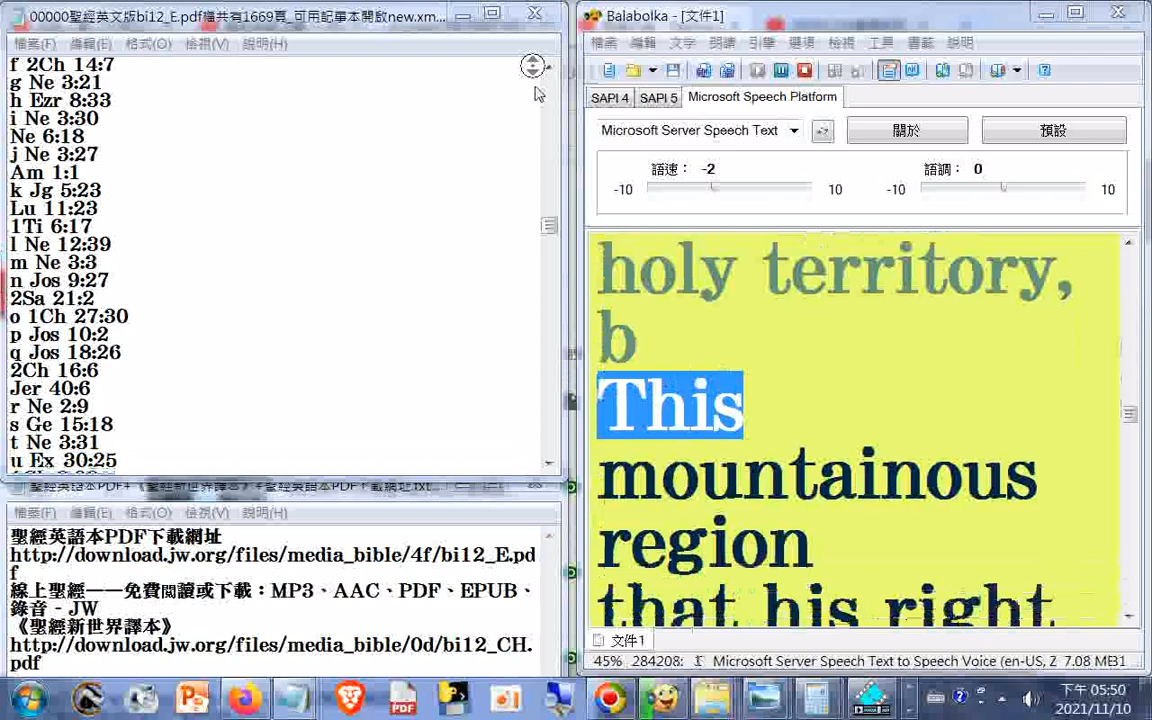 00000聖經英文版bi12_E.pdf檔共有1669頁_可用記事本開啟new.xm...
檔案(F) 編輯(E) 格式(O) 檢視(V) 說明(H)
f 2Ch 14:7
g Ne 3:21
h Ezr 8:33
i Ne 3:30
Ne 6:18
j Ne 3:27
Am 1:1
k Jg 5:23
Lu 11:23
1Ti 6:17
l Ne 12:39
m Ne 3:3
n Jos 9:27
2Sa 21:2
o 1Ch 27:30
p Jos 10:2
q Jos 18:26
2Ch 16:6
Jer 40:6
r Ne 2:9
s Ge 15:18
t Ne 3:31
u Ex 30:25
檔案(F) 編輯(E) 格式(O) 檢視(V) 說明(H)
聖經英語本PDF下載網址
http://download.jw.org/files/media_bible/4f/bi12_E.pd
f
線上聖經——免費閱讀或下載：MP3、AAC、PDF、EPUB、
錄音 - JW
《聖經新世界譯本》
http://download.jw.org/files/media_bible/0d/bi12_CH.
pdf
Balabolka - [文件1]
檔案 編輯 文字 朗讀 引擎 選項 檢視 工具 書籤 說明
SAPI 4 SAPI 5 Microsoft Speech Platform
Microsoft Server Speech Text 關於 預設
語速： -2 語調： 0
-10 10 -10 10
holy territory,
b
This
mountainous
region
that his right
文件1
45% 284208: Microsoft Server Speech Text to Speech Voice (en-US, Z 7.08 MB1
下午 05:50
2021/11/10